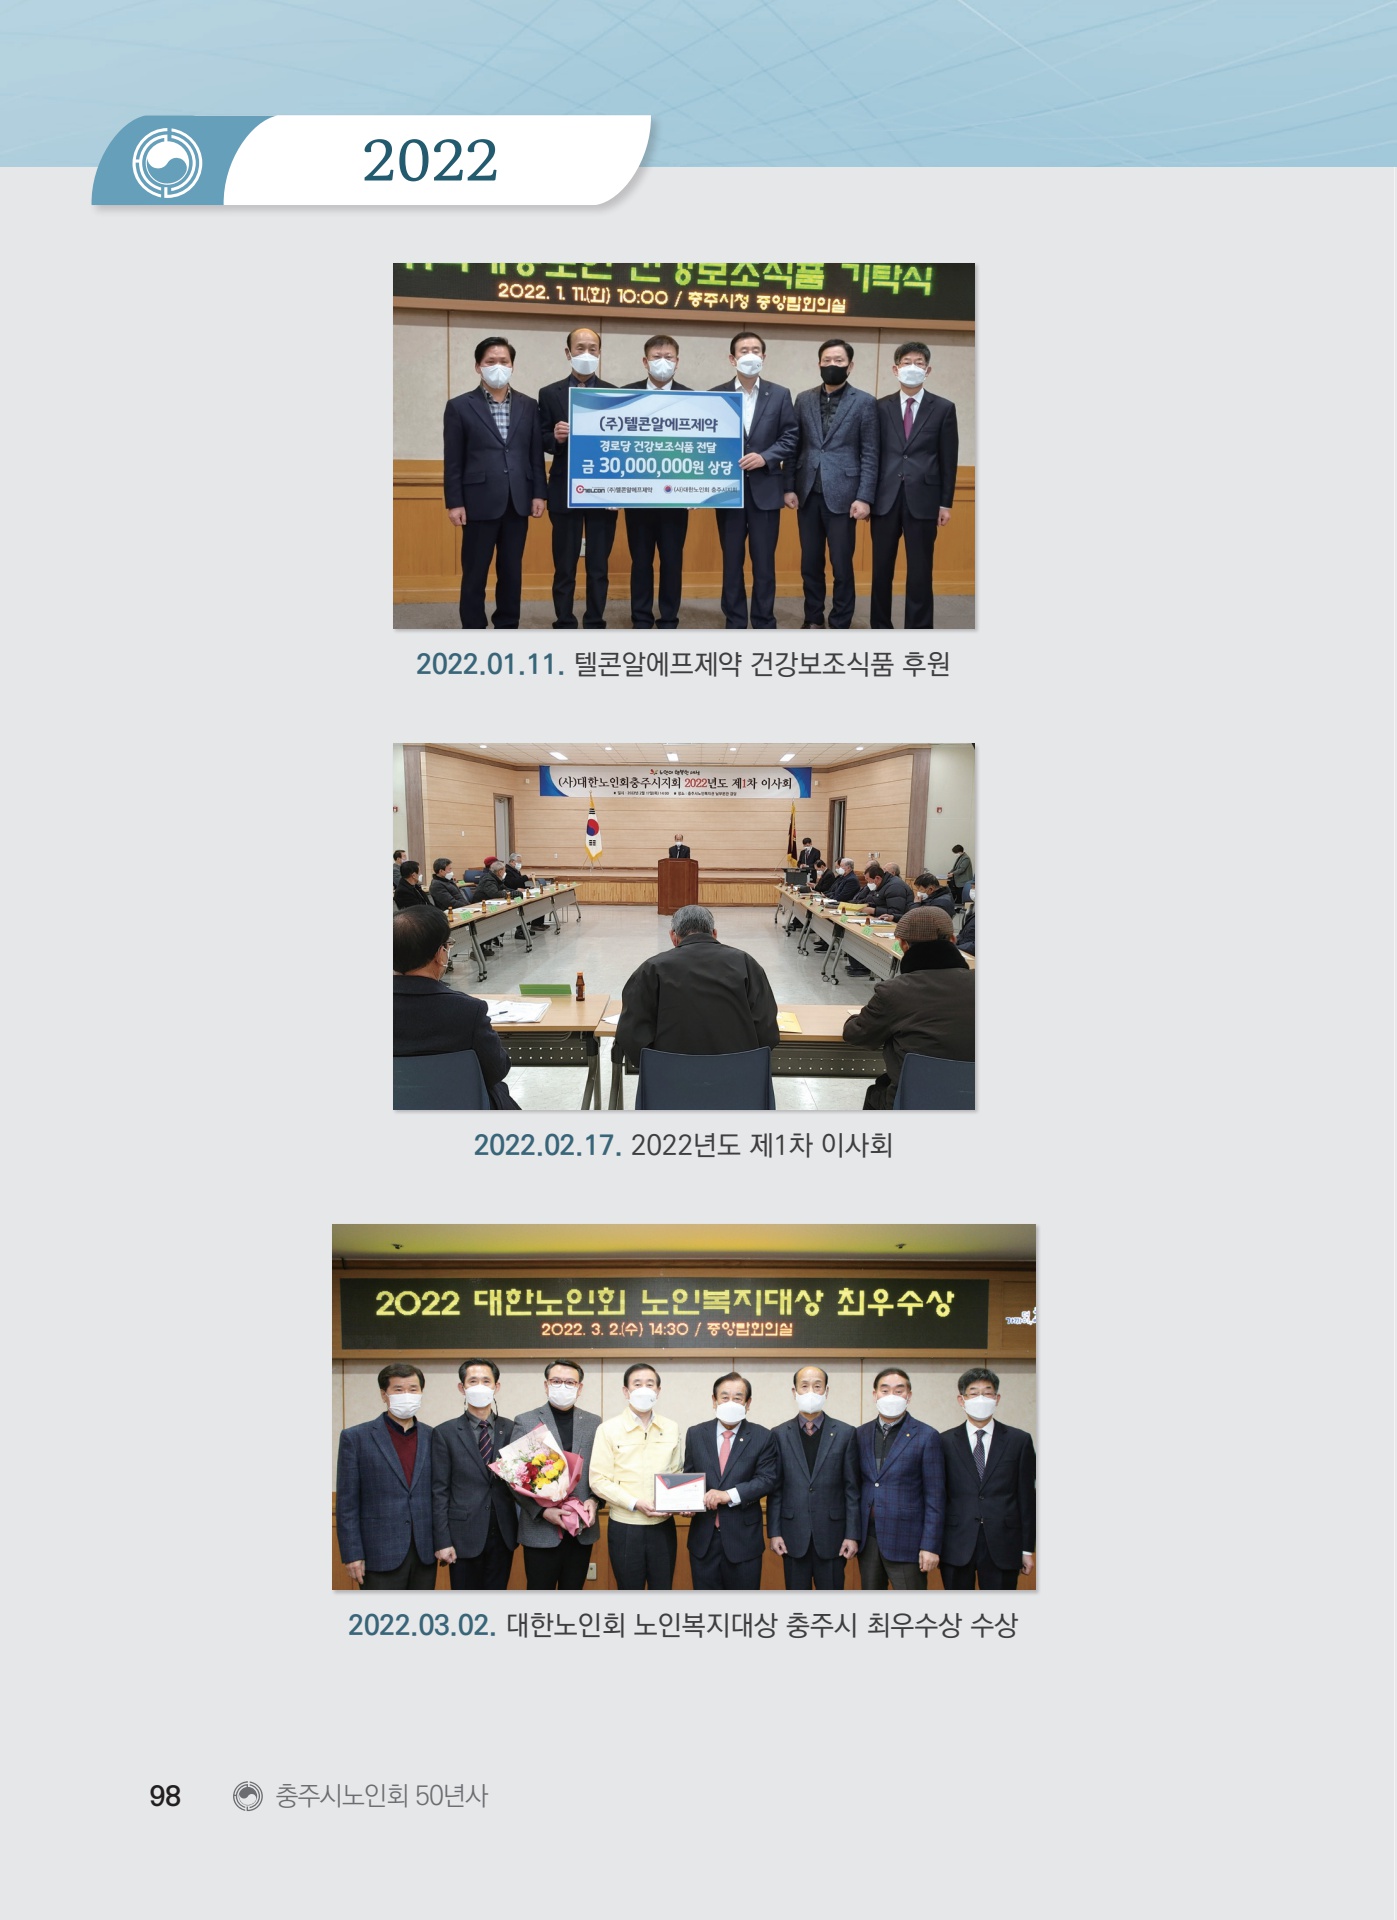 2022
건강보조식품 기탁식
2022. 1. 11.(화) 10:00 / 충주시청 중앙탑회의실
(주)텔콘알에프제약
경로당 건강보조식품 전달
금 30,000,000원 상당
TELCON (주)텔콘알에프제약 (사)대한노인회 충주시지회
2022.01.11. 텔콘알에프제약 건강보조식품 후원
(사)대한노인회충주시지회 2022년도 제1차 이사회
2022.02.17. 2022년도 제1차 이사회
2022 대한노인회 노인복지대상 최우수상
2022. 3. 2.(수) 14:30 / 중앙탑회의실
2022.03.02. 대한노인회 노인복지대상 충주시 최우수상 수상
98 충주시노인회 50년사